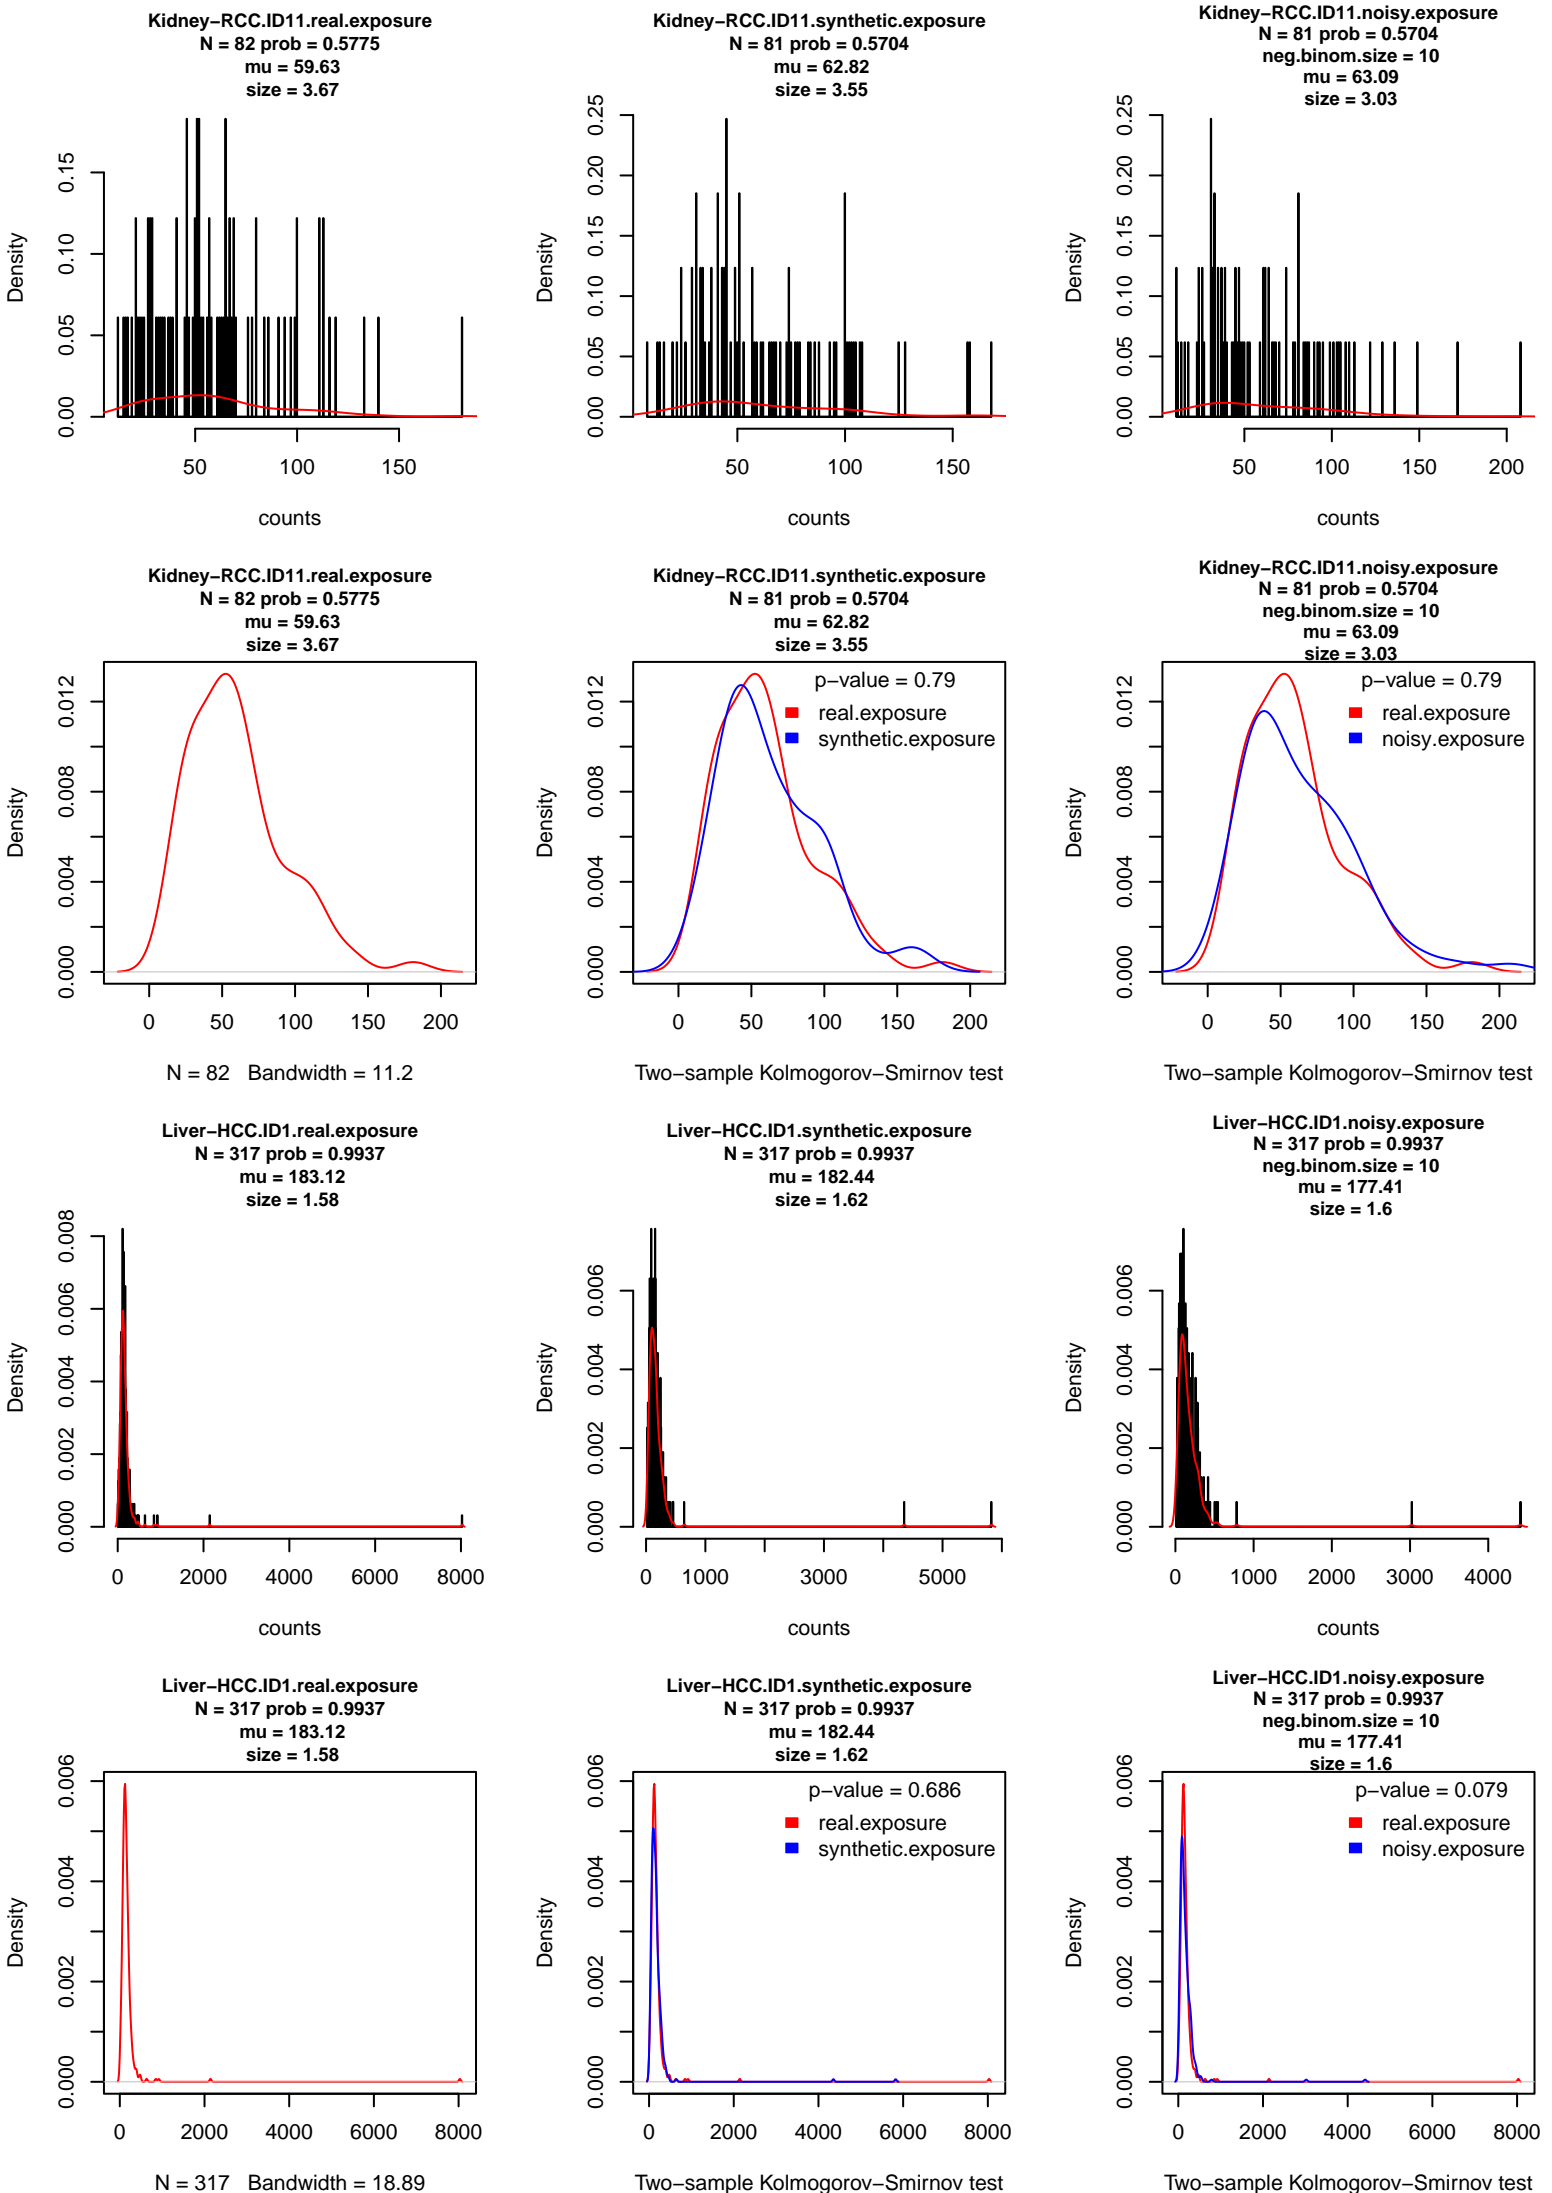 Kidney−RCC.ID11.real.exposure
N = 82 prob = 0.5775
mu = 59.63
size = 3.67
Density
0.00 0.05 0.10 0.15
50 100 150
counts
Kidney−RCC.ID11.synthetic.exposure
N = 81 prob = 0.5704
mu = 62.82
size = 3.55
Density
0.00 0.05 0.10 0.15 0.20 0.25
50 100 150
counts
Kidney−RCC.ID11.noisy.exposure
N = 81 prob = 0.5704
neg.binom.size = 10
mu = 63.09
size = 3.03
Density
0.00 0.05 0.10 0.15 0.20 0.25
50 100 150 200
counts
Kidney−RCC.ID11.real.exposure
N = 82 prob = 0.5775
mu = 59.63
size = 3.67
Density
0.000 0.004 0.008 0.012
0 50 100 150 200
N = 82 Bandwidth = 11.2
Kidney−RCC.ID11.synthetic.exposure
N = 81 prob = 0.5704
mu = 62.82
size = 3.55
p−value = 0.79
real.exposure
synthetic.exposure
Density
0.000 0.004 0.008 0.012
0 50 100 150 200
Two−sample Kolmogorov−Smirnov test
Kidney−RCC.ID11.noisy.exposure
N = 81 prob = 0.5704
neg.binom.size = 10
mu = 63.09
size = 3.03
p−value = 0.79
real.exposure
noisy.exposure
Density
0.000 0.004 0.008 0.012
0 50 100 150 200
Two−sample Kolmogorov−Smirnov test
Liver−HCC.ID1.real.exposure
N = 317 prob = 0.9937
mu = 183.12
size = 1.58
Density
0.000 0.002 0.004 0.006 0.008
0 2000 4000 6000 8000
counts
Liver−HCC.ID1.synthetic.exposure
N = 317 prob = 0.9937
mu = 182.44
size = 1.62
Density
0.000 0.002 0.004 0.006
0 1000 3000 5000
counts
Liver−HCC.ID1.noisy.exposure
N = 317 prob = 0.9937
neg.binom.size = 10
mu = 177.41
size = 1.6
Density
0.000 0.002 0.004 0.006
0 1000 2000 3000 4000
counts
Liver−HCC.ID1.real.exposure
N = 317 prob = 0.9937
mu = 183.12
size = 1.58
Density
0.000 0.002 0.004 0.006
0 2000 4000 6000 8000
N = 317 Bandwidth = 18.89
Liver−HCC.ID1.synthetic.exposure
N = 317 prob = 0.9937
mu = 182.44
size = 1.62
p−value = 0.686
real.exposure
synthetic.exposure
Density
0.000 0.002 0.004 0.006
0 2000 4000 6000 8000
Two−sample Kolmogorov−Smirnov test
Liver−HCC.ID1.noisy.exposure
N = 317 prob = 0.9937
neg.binom.size = 10
mu = 177.41
size = 1.6
p−value = 0.079
real.exposure
noisy.exposure
Density
0.000 0.002 0.004 0.006
0 2000 4000 6000 8000
Two−sample Kolmogorov−Smirnov test